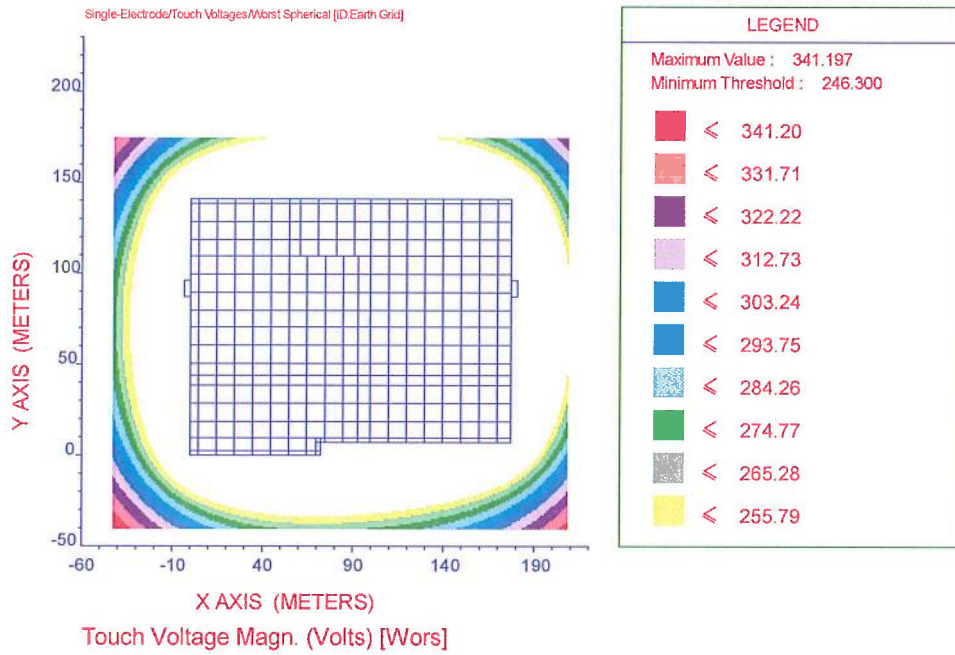 Single-Electrode/Touch Voltages/Worst Spherical [ID:Earth Grid]
LEGEND
Maximum Value : 341.197
Minimum Threshold : 246.300
≤ 341.20
≤ 331.71
≤ 322.22
≤ 312.73
≤ 303.24
≤ 293.75
≤ 284.26
≤ 274.77
≤ 265.28
≤ 255.79
Y AXIS (METERS)
200
150
100
50
0
-50
-60 -10 40 90 140 190
X AXIS (METERS)
Touch Voltage Magn. (Volts) [Wors]